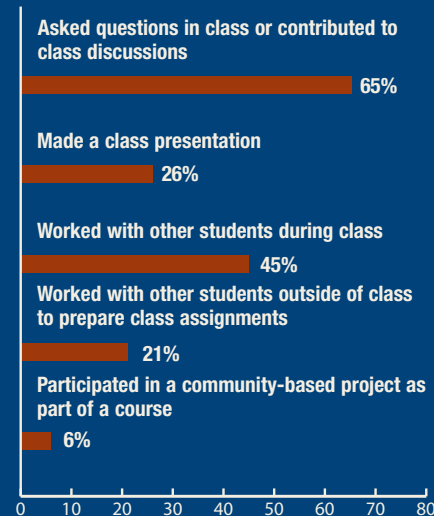 Asked questions in class or contributed to
class discussions
65%
Made a class presentation
26%
Worked with other students during class
45%
Worked with other students outside of class
to prepare class assignments
21%
Participated in a community-based project as
part of a course
6%
0 10 20 30 40 50 60 70 80